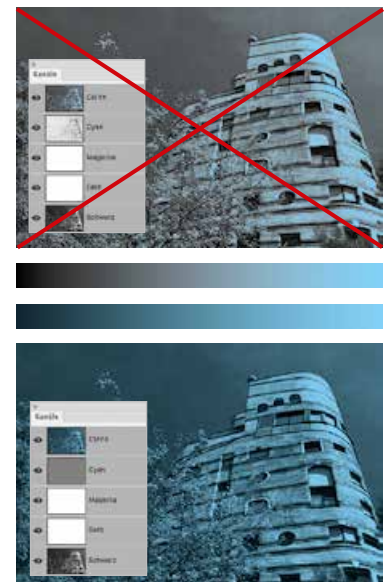 Kanäle
CMYK
Cyan
Magenta
Gelb
Schwarz
Kanäle
CMYK
Cyan
Magenta
Gelb
Schwarz